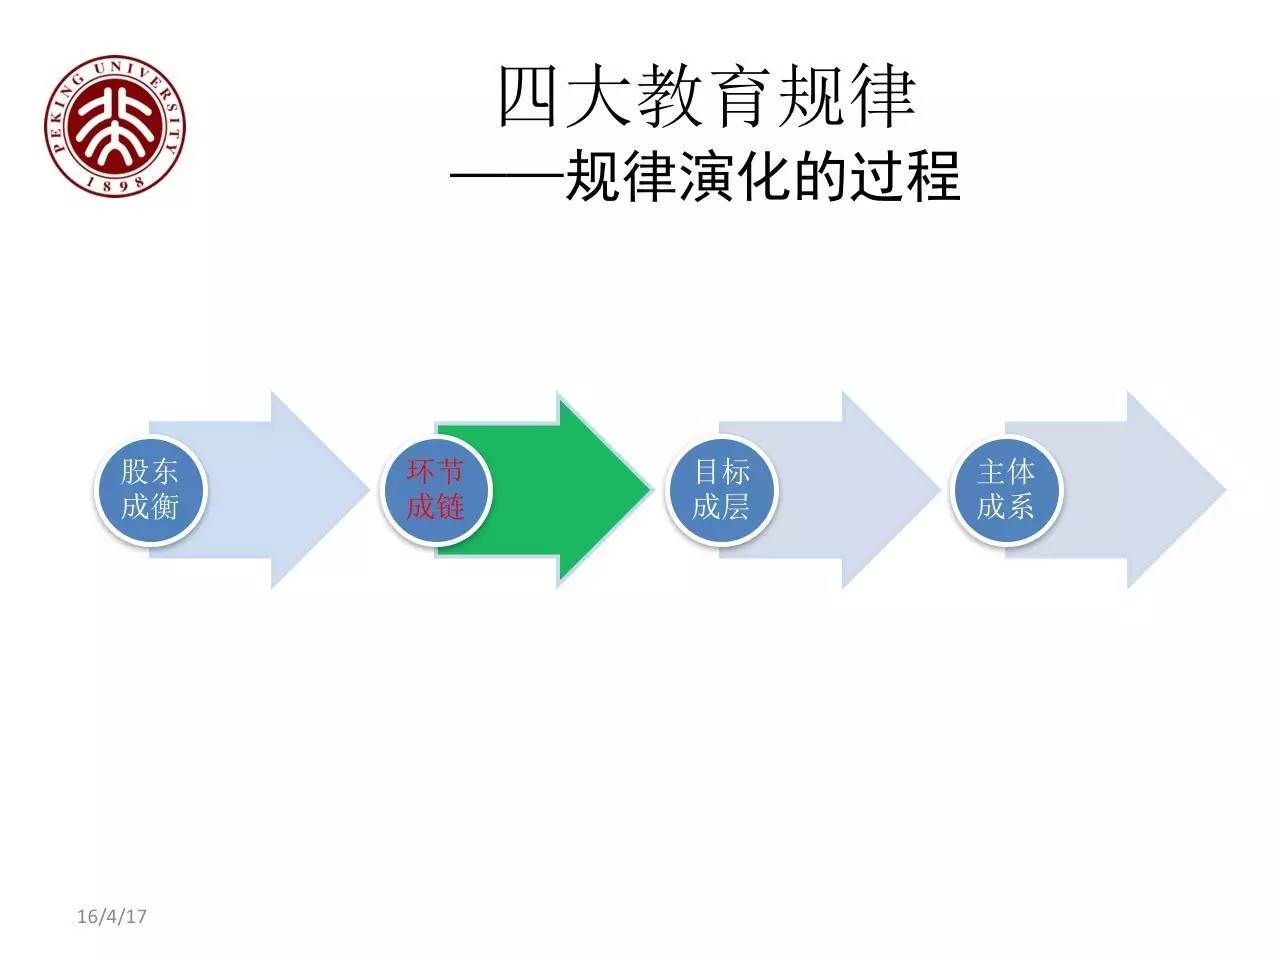 PEKING UNIVERSITY
1898
四大教育规律
——规律演化的过程
股东
成衡
环节
成链
目标
成层
主体
成系
16/4/17